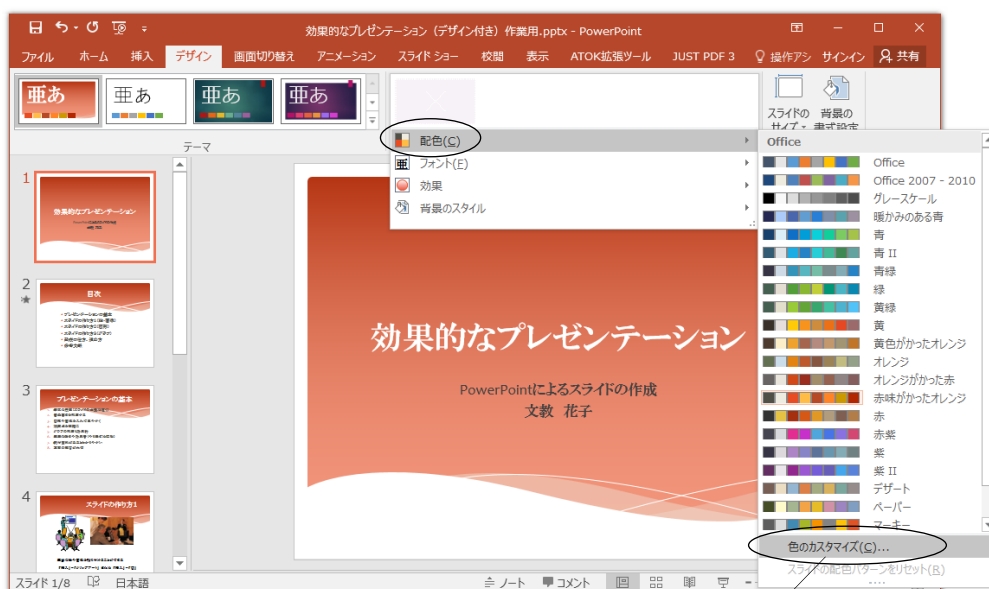 効果的なプレゼンテーション（デザイン付き）作業用.pptx - PowerPoint
ファイル ホーム 挿入 デザイン 画面切り替え アニメーション スライド ショー 校閲 表示 ATOK拡張ツール JUST PDF 3 操作アシ サインイン 共有
亜あ 亜あ 亜あ 亜あ
スライドの サイズ 背景の 書式設定
テーマ
配色(C)
亜 フォント(F)
効果
背景のスタイル
Office
Office
Office 2007 - 2010
グレースケール
暖かみのある青
青
青 II
青緑
緑
黄緑
黄
黄色がかったオレンジ
オレンジ
オレンジがかった赤
赤味がかったオレンジ
赤
赤紫
紫
紫 II
デザート
ペーパー
マーキー
色のカスタマイズ(C)...
スライドの配色パターンをリセット(R)
1
効果的なプレゼンテーション
2
目次
3
プレゼンテーションの基本
4
スライドの作り方1
効果的なプレゼンテーション
PowerPointによるスライドの作成
文教 花子
スライド 1/8 日本語 ノート コメント